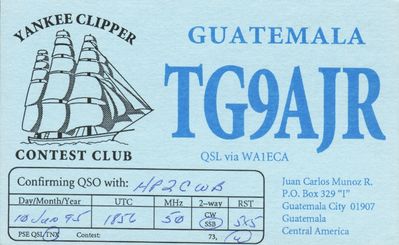 YANKEE CLIPPER
CONTEST CLUB
GUATEMALA
TG9AJR
QSL via WA1ECA
Confirming QSO with: HP2CWB
Day/Month/Year UTC MHz 2-way RST
CW
10 Jun 95 1856 50 SSB 5x5
PSE QSL/TNX Contest: 73,
Juan Carlos Munoz R.
P.O. Box 329 "I"
Guatemala City 01907
Guatemala
Central America